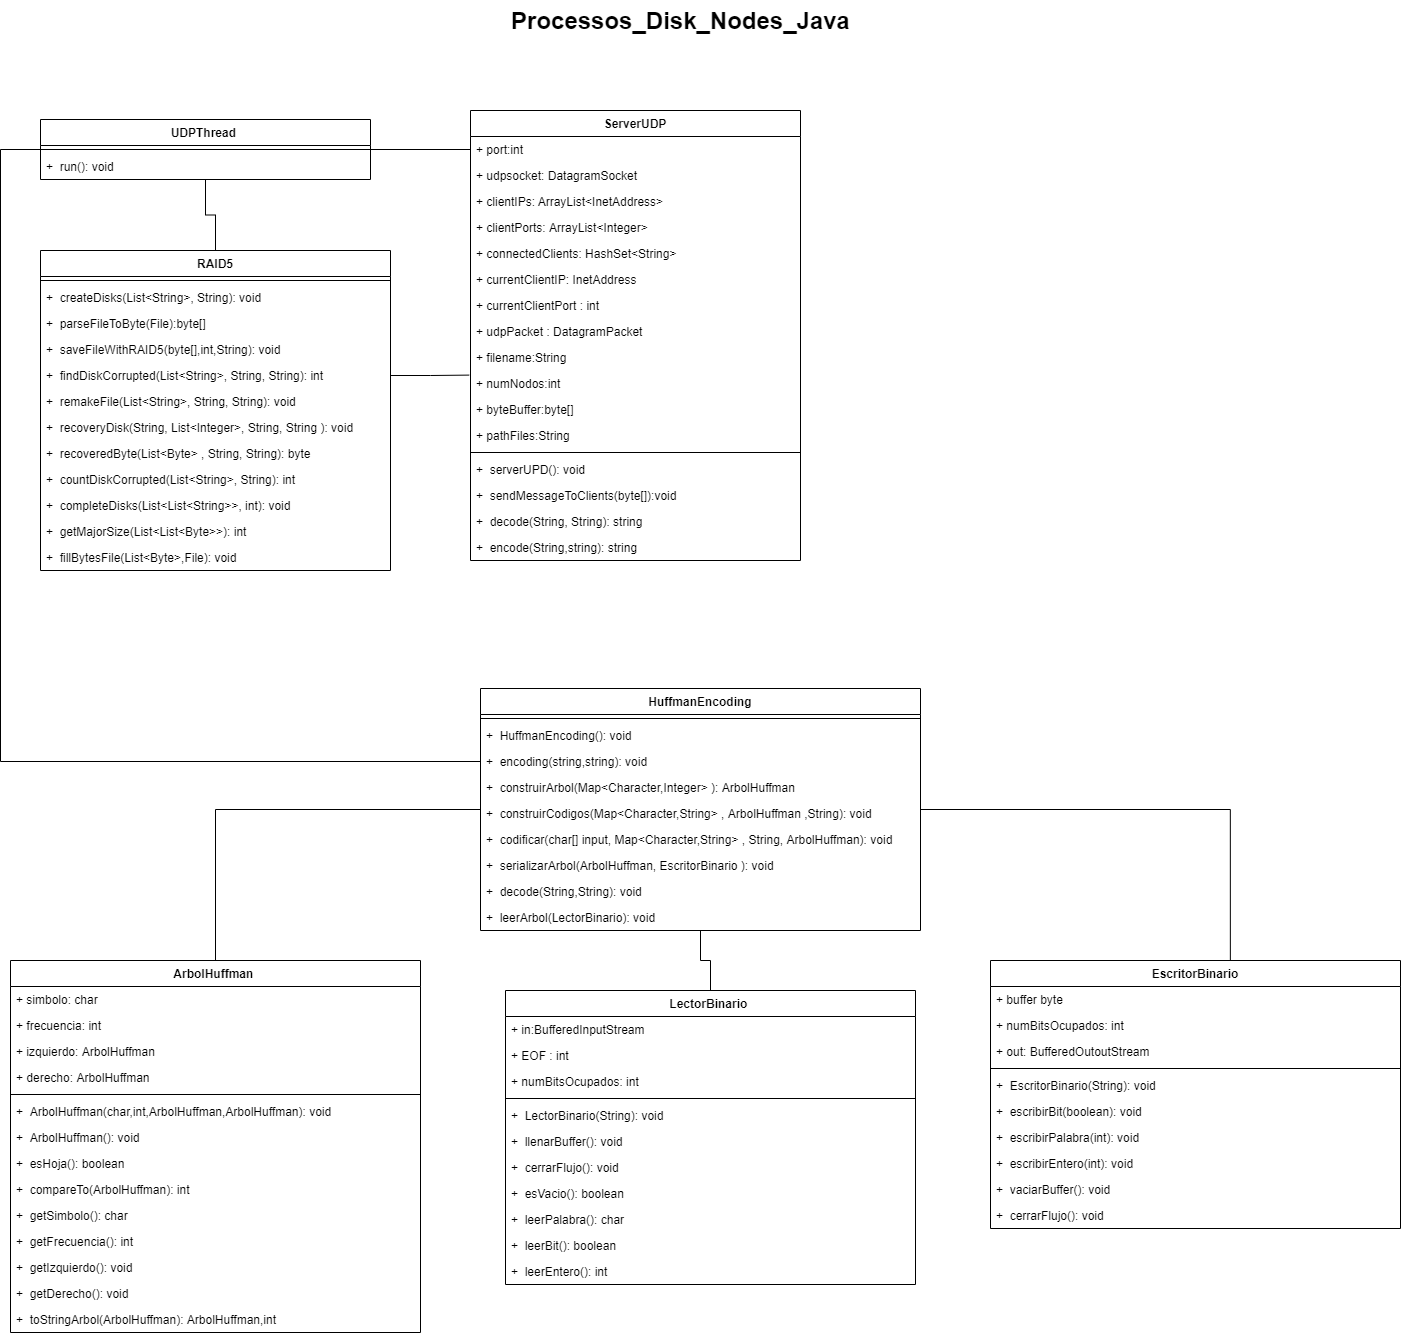 Processos_Disk_Nodes_Java
UDPThread
+ run(): void
ServerUDP
+ port:int
+ udpsocket: DatagramSocket
+ clientIPs: ArrayList<InetAddress>
+ clientPorts: ArrayList<Integer>
+ connectedClients: HashSet<String>
+ currentClientIP: InetAddress
+ currentClientPort : int
+ udpPacket : DatagramPacket
+ filename:String
+ numNodos:int
+ byteBuffer:byte[]
+ pathFiles:String
+ serverUPD(): void
+ sendMessageToClients(byte[]):void
+ decode(String, String): string
+ encode(String,string): string
RAID5
+ createDisks(List<String>, String): void
+ parseFileToByte(File):byte[]
+ saveFileWithRAID5(byte[],int,String): void
+ findDiskCorrupted(List<String>, String, String): int
+ remakeFile(List<String>, String, String): void
+ recoveryDisk(String, List<Integer>, String, String ): void
+ recoveredByte(List<Byte> , String, String): byte
+ countDiskCorrupted(List<String>, String): int
+ completeDisks(List<List<String>>, int): void
+ getMajorSize(List<List<Byte>>): int
+ fillBytesFile(List<Byte>,File): void
HuffmanEncoding
+ HuffmanEncoding(): void
+ encoding(string,string): void
+ construirArbol(Map<Character,Integer> ): ArbolHuffman
+ construirCodigos(Map<Character,String> , ArbolHuffman ,String): void
+ codificar(char[] input, Map<Character,String> , String, ArbolHuffman): void
+ serializarArbol(ArbolHuffman, EscritorBinario ): void
+ decode(String,String): void
+ leerArbol(LectorBinario): void
ArbolHuffman
+ simbolo: char
+ frecuencia: int
+ izquierdo: ArbolHuffman
+ derecho: ArbolHuffman
+ ArbolHuffman(char,int,ArbolHuffman,ArbolHuffman): void
+ ArbolHuffman(): void
+ esHoja(): boolean
+ compareTo(ArbolHuffman): int
+ getSimbolo(): char
+ getFrecuencia(): int
+ getIzquierdo(): void
+ getDerecho(): void
+ toStringArbol(ArbolHuffman): ArbolHuffman,int
LectorBinario
+ in:BufferedInputStream
+ EOF : int
+ numBitsOcupados: int
+ LectorBinario(String): void
+ llenarBuffer(): void
+ cerrarFlujo(): void
+ esVacio(): boolean
+ leerPalabra(): char
+ leerBit(): boolean
+ leerEntero(): int
EscritorBinario
+ buffer byte
+ numBitsOcupados: int
+ out: BufferedOutoutStream
+ EscritorBinario(String): void
+ escribirBit(boolean): void
+ escribirPalabra(int): void
+ escribirEntero(int): void
+ vaciarBuffer(): void
+ cerrarFlujo(): void